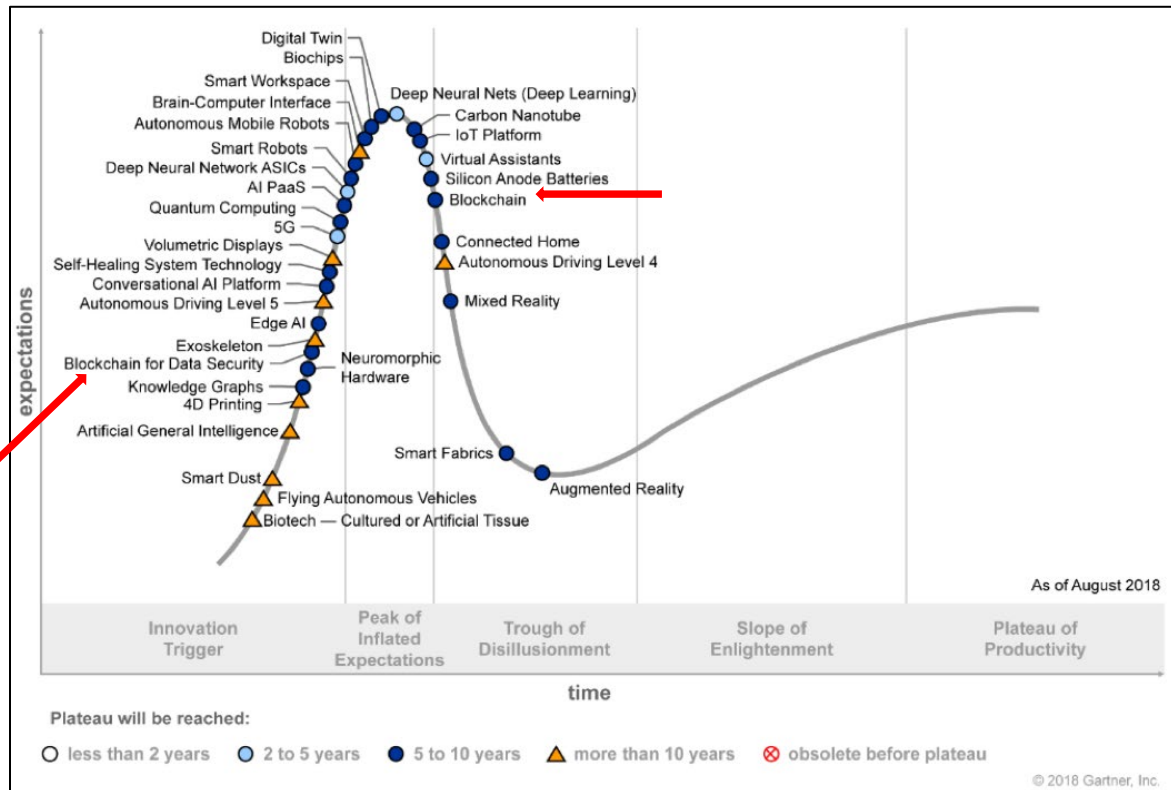 Digital Twin
Biochips
Smart Workspace
Brain-Computer Interface
Autonomous Mobile Robots
Smart Robots
Deep Neural Network ASICs
AI PaaS
Quantum Computing
5G
Volumetric Displays
Self-Healing System Technology
Conversational AI Platform
Autonomous Driving Level 5
Edge AI
Exoskeleton
Blockchain for Data Security
Neuromorphic
Hardware
Knowledge Graphs
4D Printing
Artificial General Intelligence
Smart Dust
Flying Autonomous Vehicles
Biotech — Cultured or Artificial Tissue
Deep Neural Nets (Deep Learning)
Carbon Nanotube
IoT Platform
Virtual Assistants
Silicon Anode Batteries
Blockchain
Connected Home
Autonomous Driving Level 4
Mixed Reality
Smart Fabrics
Augmented Reality
expectations
As of August 2018
Innovation
Trigger
Peak of
Inflated
Expectations
Trough of
Disillusionment
Slope of
Enlightenment
Plateau of
Productivity
time
Plateau will be reached:
less than 2 years 2 to 5 years 5 to 10 years more than 10 years obsolete before plateau
© 2018 Gartner, Inc.